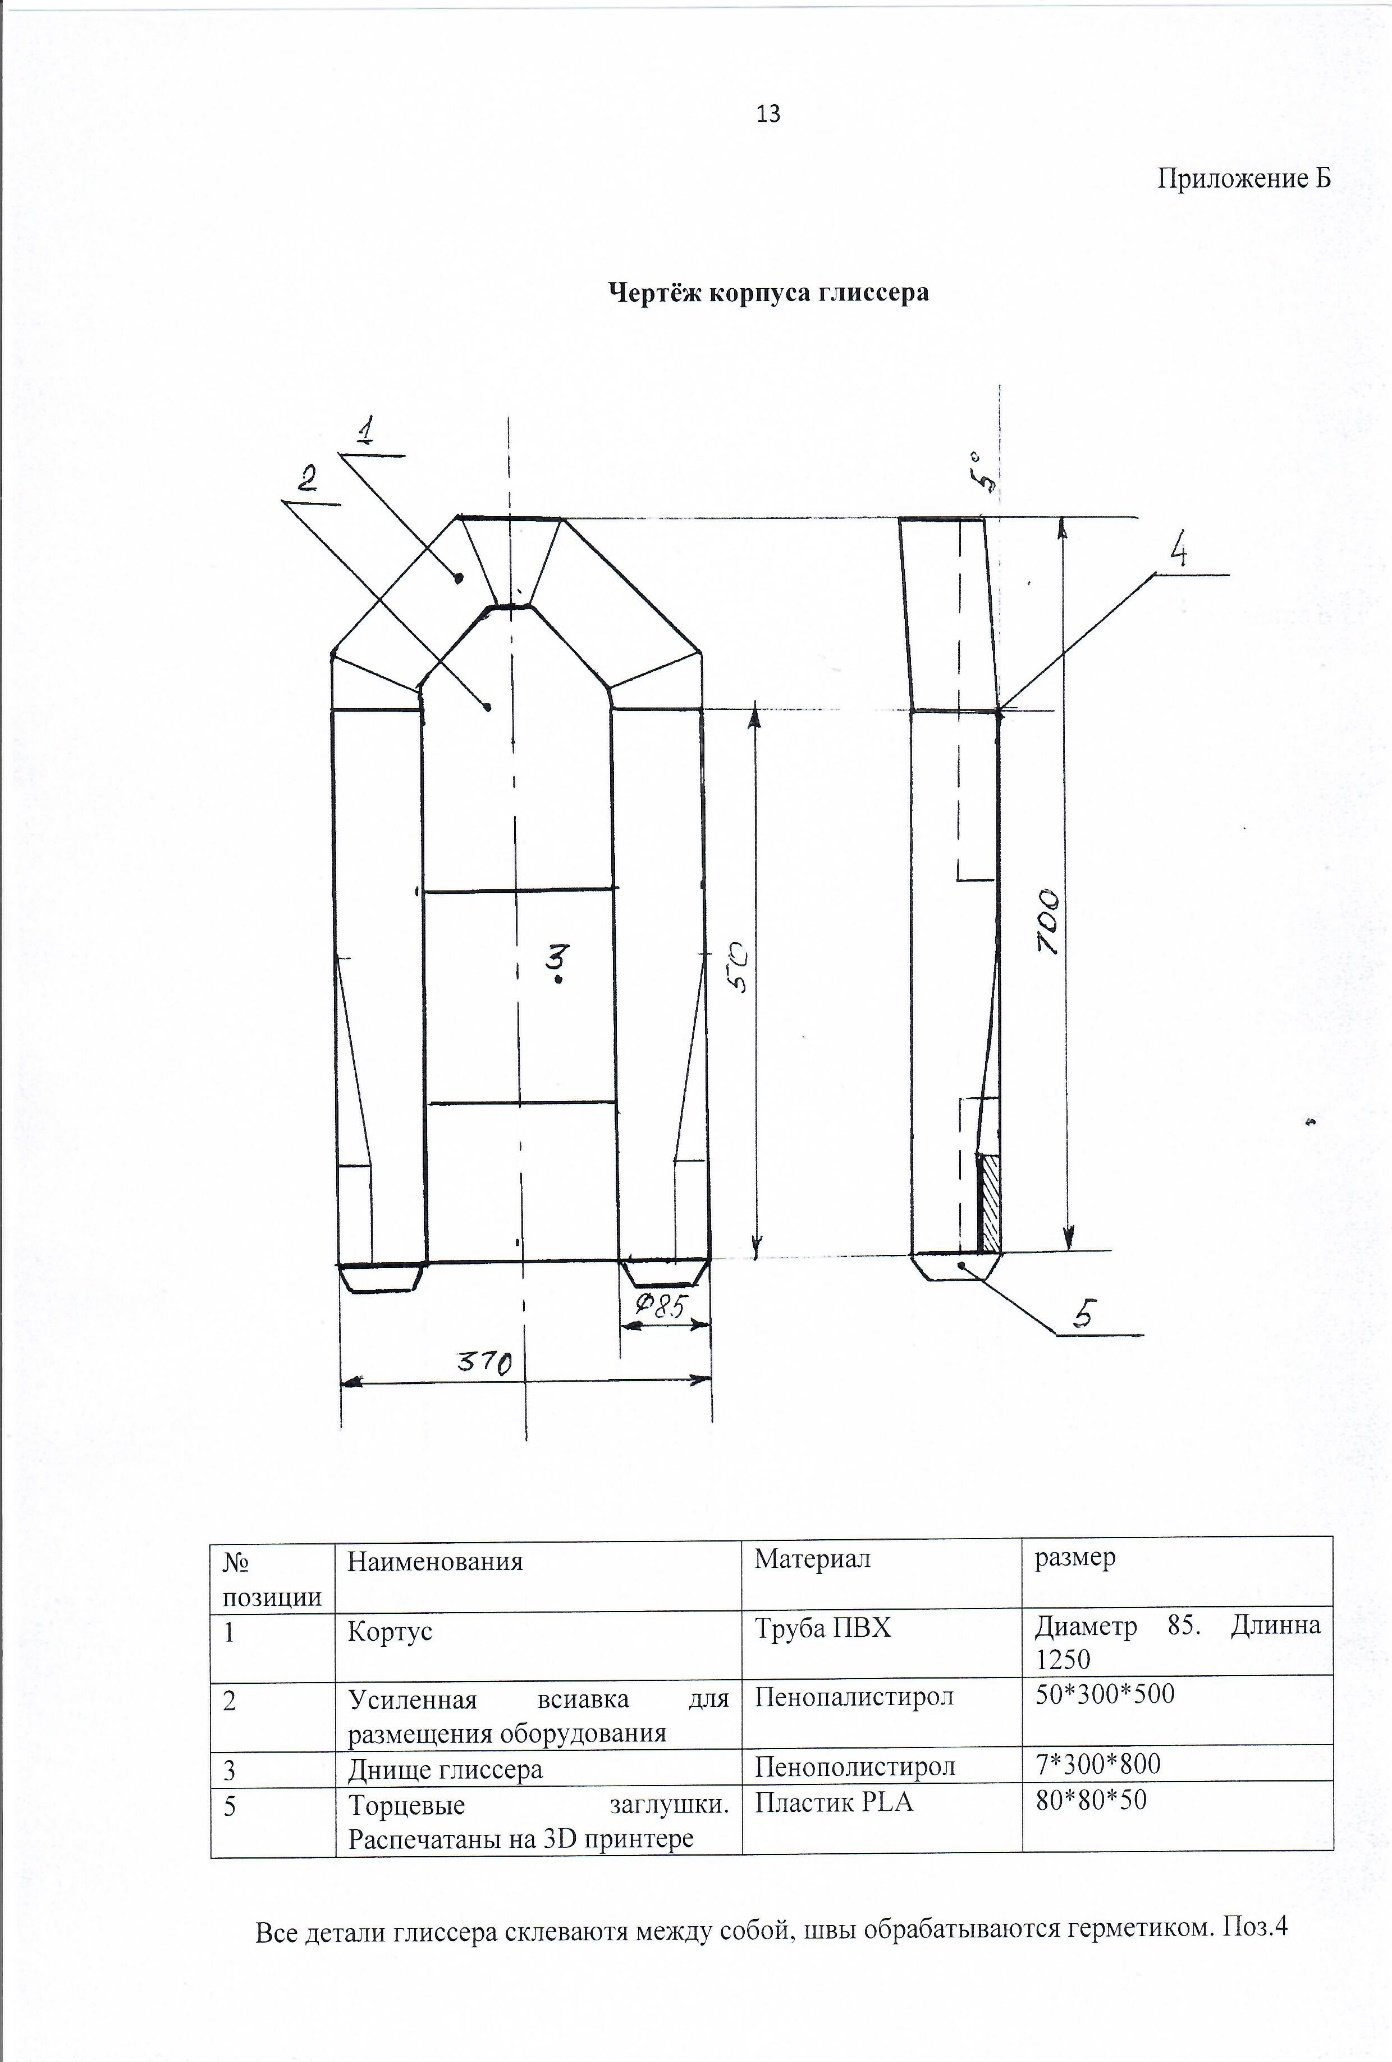 13
Приложение Б
Чертёж корпуса глиссера
1
2
5°
4
3
50
700
5
Ф85
370
№ позиции Наименования Материал размер
1 Кортус Труба ПВХ Диаметр 85. Длинна
1250
2 Усиленная всиавка для Пенопалистирол 50*300*500
размещения оборудования
3 Днище глиссера Пенополистирол 7*300*800
5 Торцевые заглушки. Пластик PLA 80*80*50
Распечатаны на 3D принтере
Все детали глиссера склеваютя между собой, швы обрабатываются герметиком. Поз.4